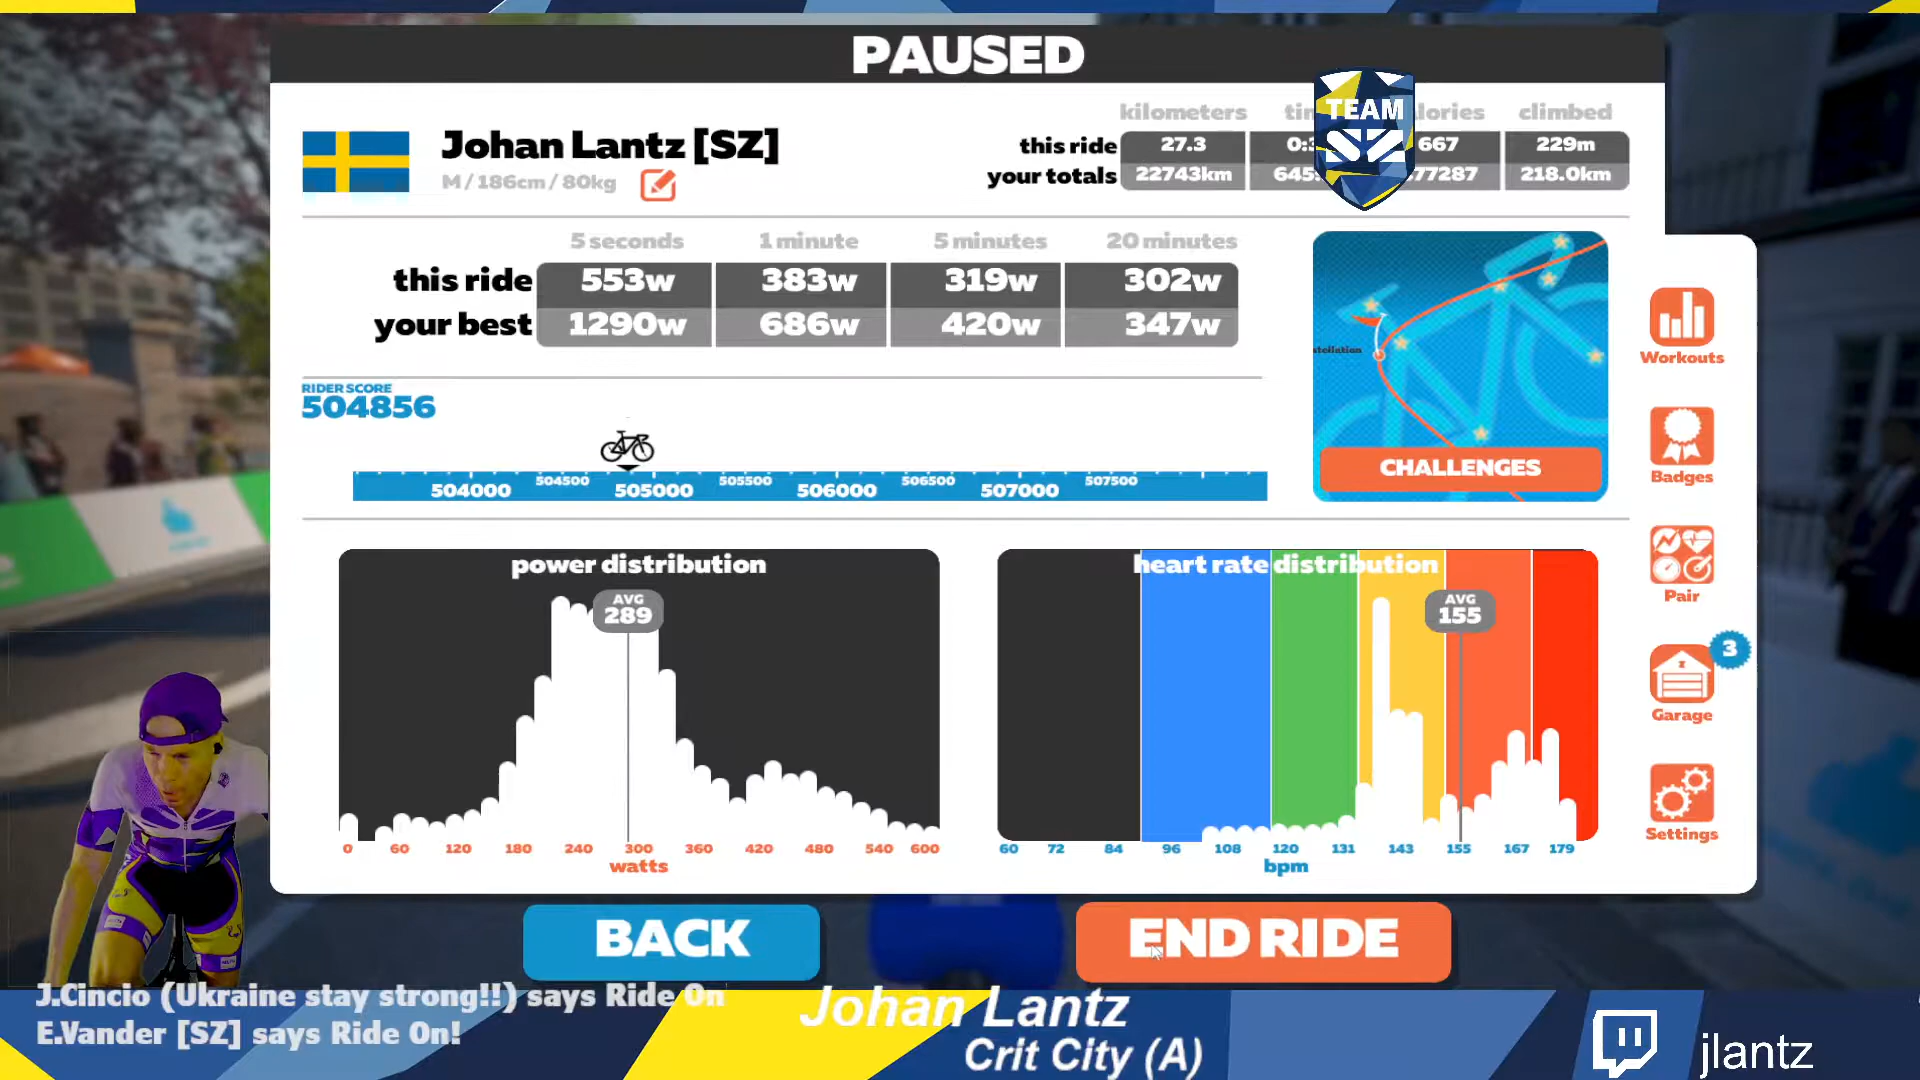 PAUSED
kilometers climbed
TEAM
Johan Lantz [SZ]
M / 186cm / 80kg
this ride 27.3 667 229m
your totals 22743km 218.0km
5 seconds 1 minute 5 minutes 20 minutes
this ride 553w 383w 319w 302w
your best 1290w 686w 420w 347w
RIDER SCORE
504856
504000 504500 505000 505500 506000 506500 507000 507500
CHALLENGES
Workouts
Badges
Pair
3
Garage
Settings
power distribution
AVG
289
0 60 120 180 240 300 360 420 480 540 600
watts
heart rate distribution
AVG
155
60 72 84 96 108 120 131 143 155 167 179
bpm
BACK
END RIDE
J.Cincio (Ukraine stay strong!!) says Ride On
E.Vander [SZ] says Ride On!
Johan Lantz
Crit City (A)
jlantz